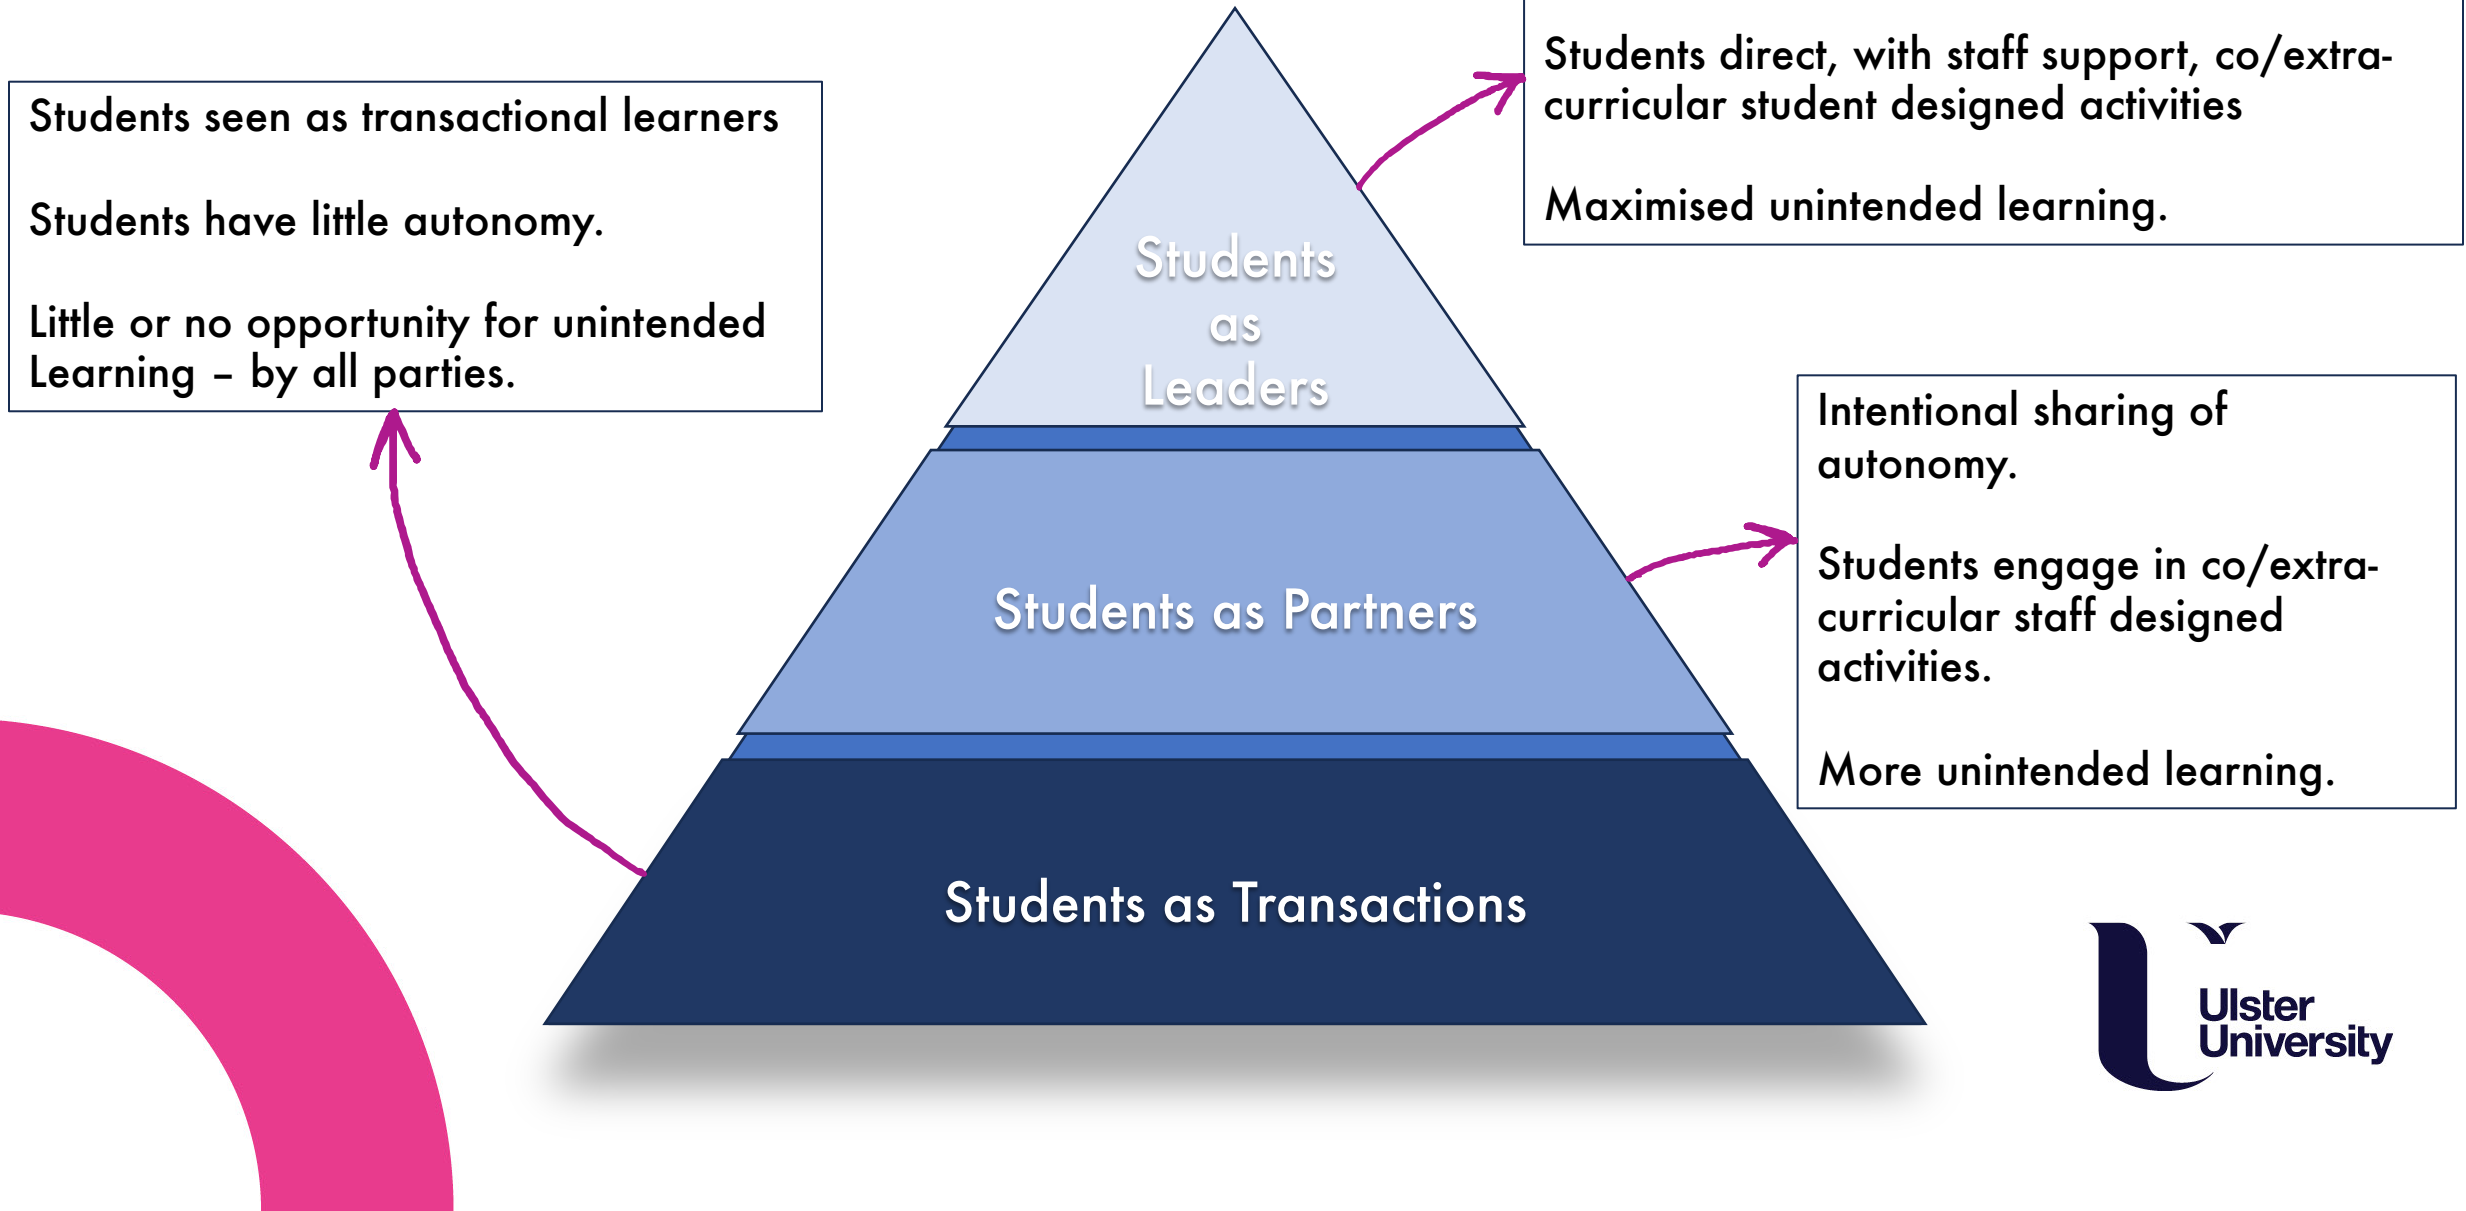 Students seen as transactional learners
Students have little autonomy.
Little or no opportunity for unintended
Learning – by all parties.
Students direct, with staff support, co/extra-
curricular student designed activities
Maximised unintended learning.
Students
as
Leaders
Intentional sharing of
autonomy.
Students engage in co/extra-
curricular staff designed
activities.
More unintended learning.
Students as Partners
Students as Transactions
Ulster
University